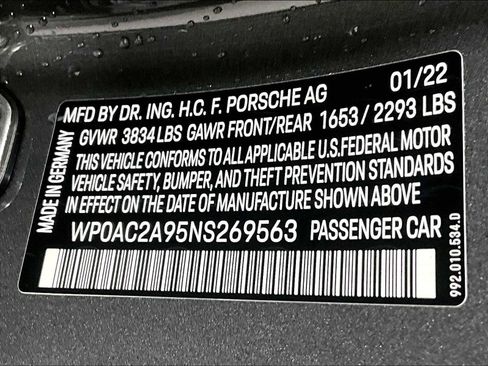 MFD BY DR. ING. H.C. F. PORSCHE AG 01/22
GVWR 3834 LBS GAWR FRONT/REAR 1653 / 2293 LBS
THIS VEHICLE CONFORMS TO ALL APPLICABLE U.S.FEDERAL MOTOR
VEHICLE SAFETY, BUMPER, AND THEFT PREVENTION STANDARDS
IN EFFECT ON THE DATE OF MANUFACTURE SHOWN ABOVE
WP0AC2A95NS269563 PASSENGER CAR
MADE IN GERMANY
992.010.534.D